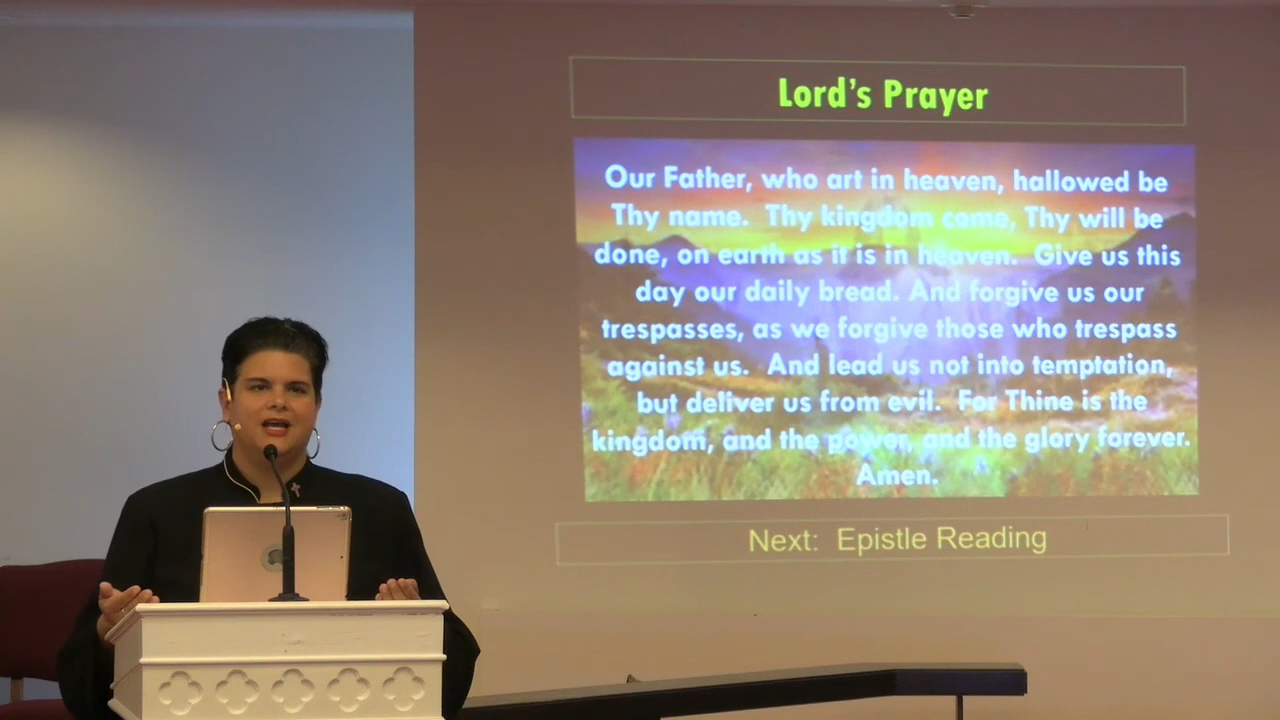 Lord's Prayer
Our Father, who art in heaven, hallowed be
Thy name. Thy kingdom come, Thy will be
done, on earth as it is in heaven. Give us this
day our daily bread. And forgive us our
trespasses, as we forgive those who trespass
against us. And lead us not into temptation,
but deliver us from evil. For Thine is the
kingdom, and the power, and the glory forever.
Amen.
Next: Epistle Reading